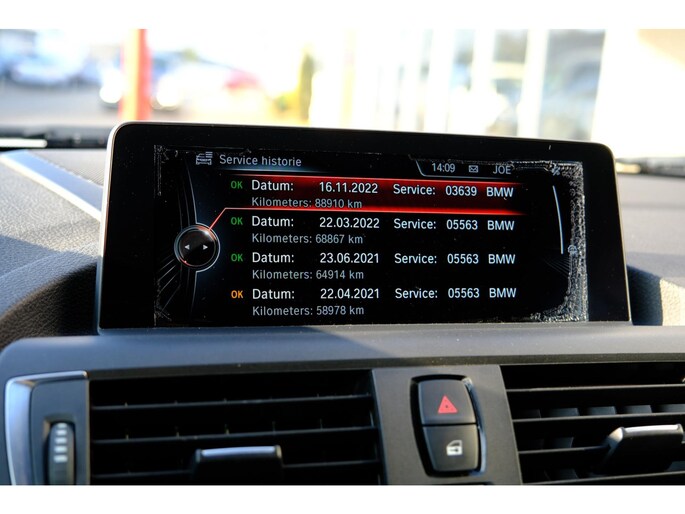 Service historie 14:09 JOE
OK Datum: 16.11.2022 Service: 03639 BMW
Kilometers: 88910 km
OK Datum: 22.03.2022 Service: 05563 BMW
Kilometers: 68867 km
OK Datum: 23.06.2021 Service: 05563 BMW
Kilometers: 64914 km
OK Datum: 22.04.2021 Service: 05563 BMW
Kilometers: 58978 km